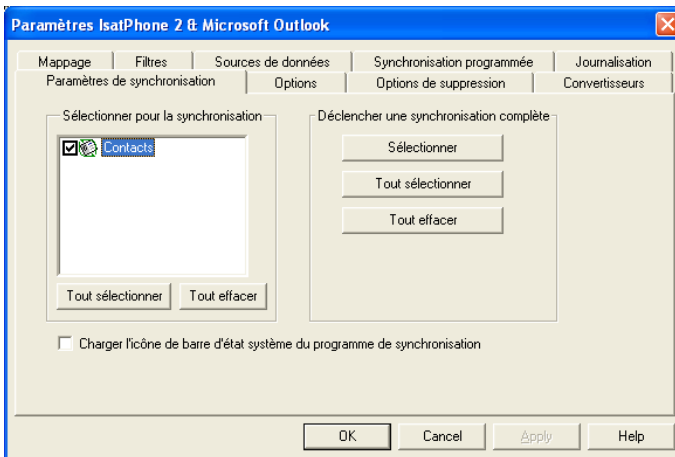 Paramètres IsatPhone 2 & Microsoft Outlook
Mappage Filtres Sources de données Synchronisation programmée Journalisation
Paramètres de synchronisation Options Options de suppression Convertisseurs
Sélectionner pour la synchronisation
Contacts
Tout sélectionner Tout effacer
Déclencher une synchronisation complète
Sélectionner
Tout sélectionner
Tout effacer
Charger l'icône de barre d'état système du programme de synchronisation
OK Cancel Apply Help